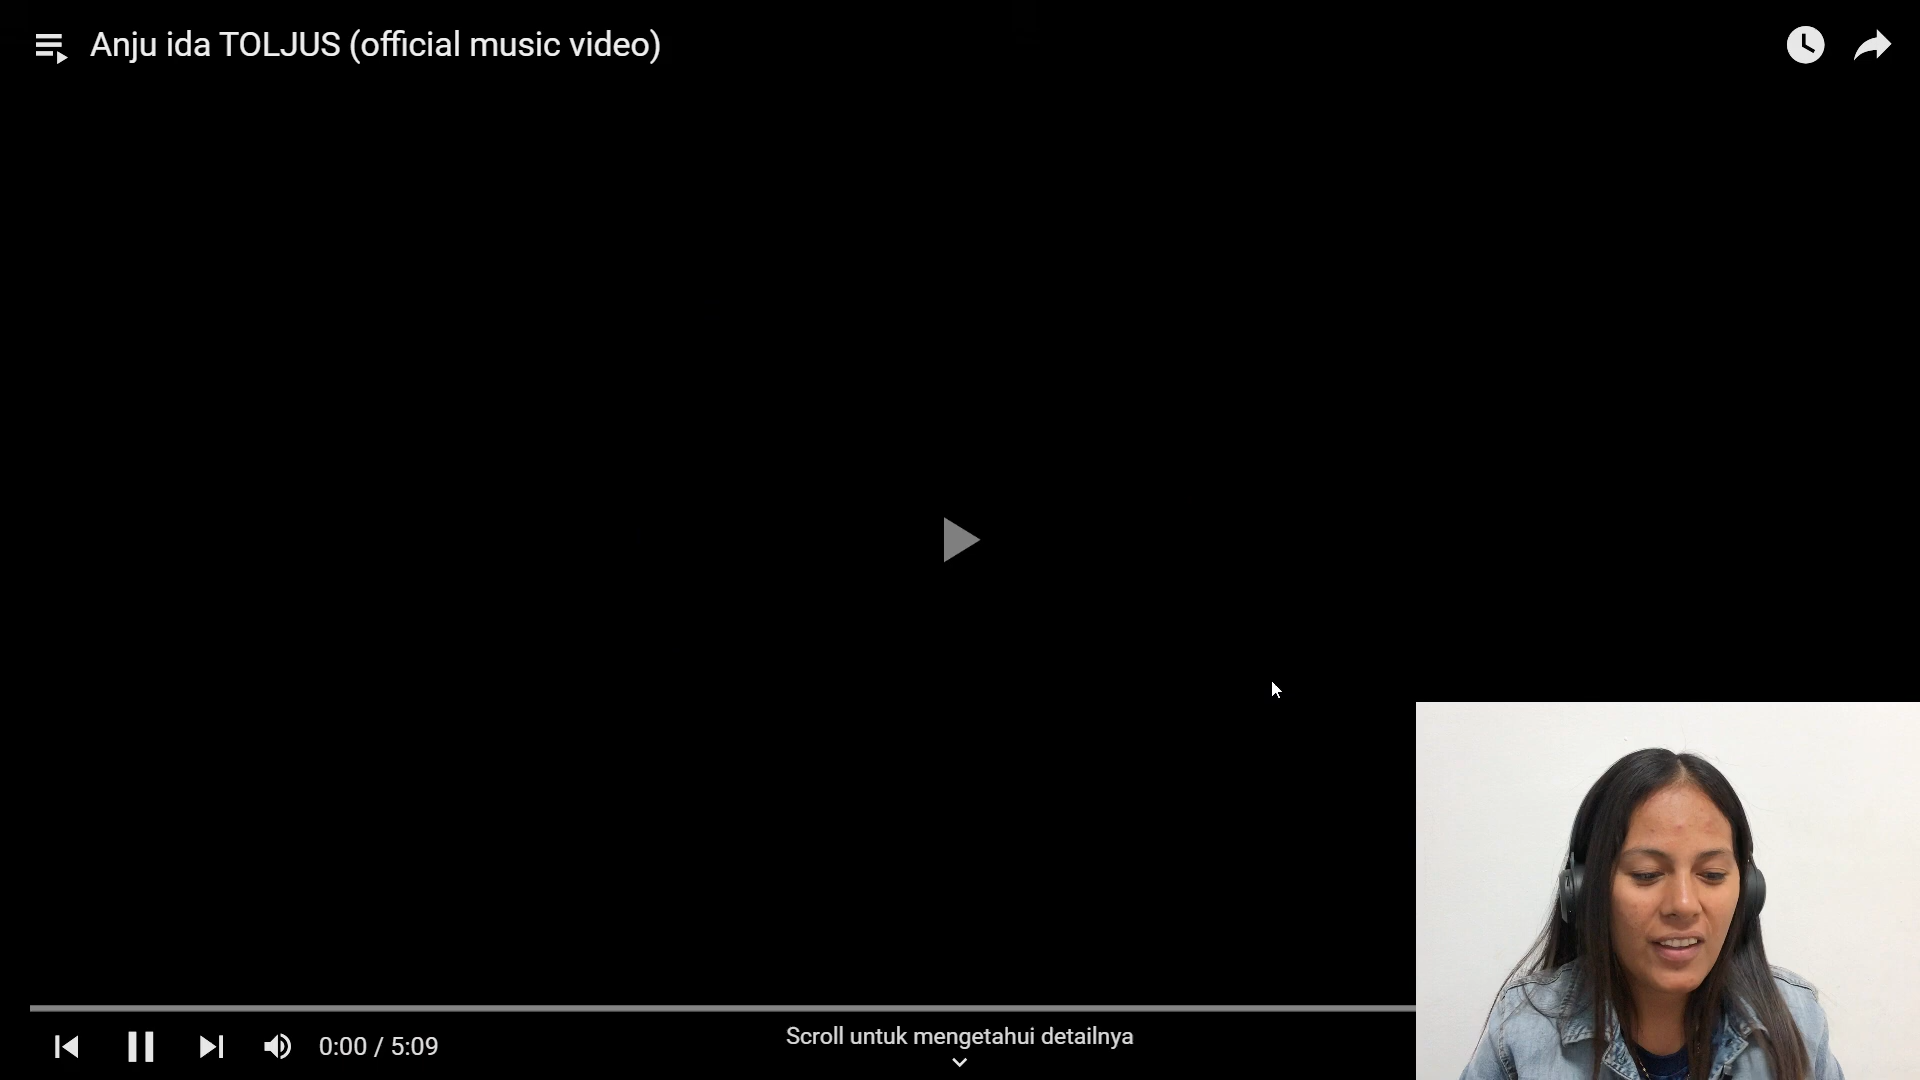 Anju ida TOLJUS (official music video)
0:00 / 5:09
Scroll untuk mengetahui detailnya